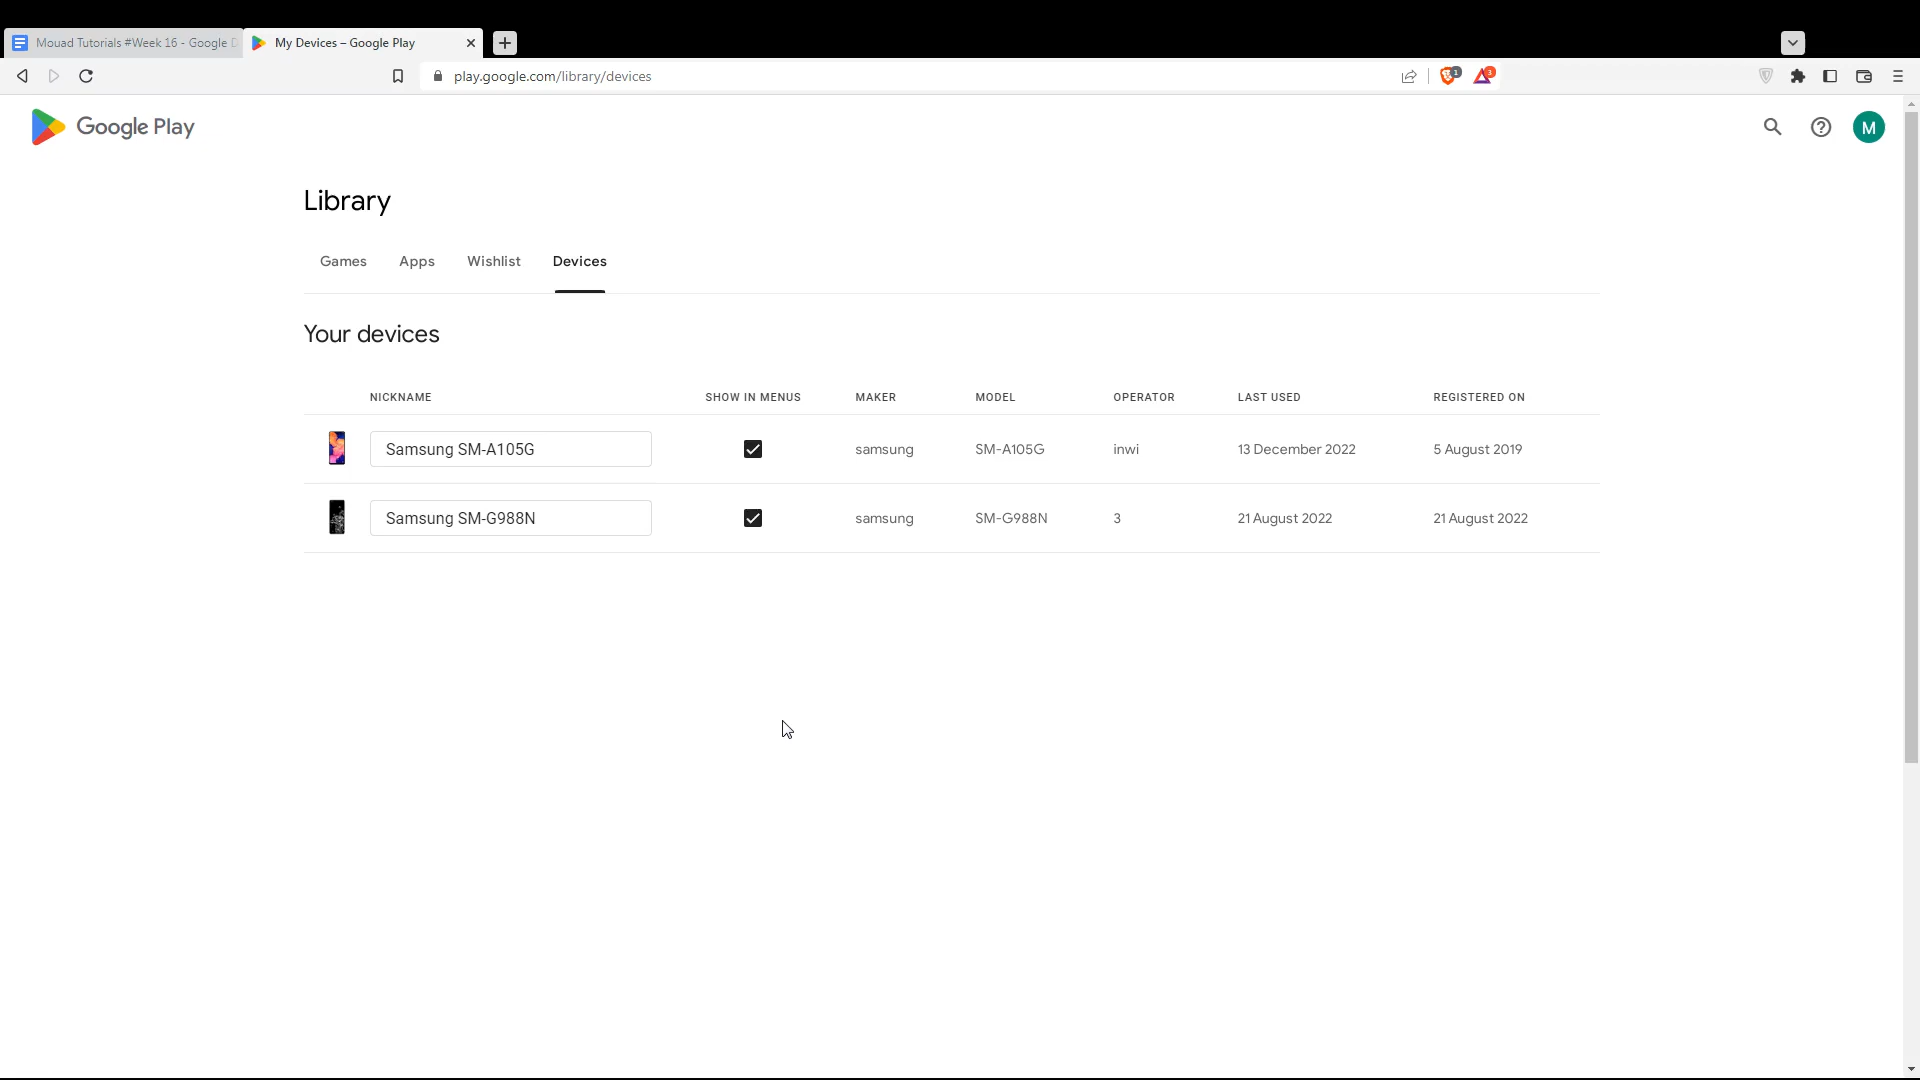 Mouad Tutorials #Week 16 - Google D
My Devices – Google Play
play.google.com/library/devices
1
3
Google Play
M
Library
Games Apps Wishlist Devices
Your devices
NICKNAME SHOW IN MENUS MAKER MODEL OPERATOR LAST USED REGISTERED ON
Samsung SM-A105G samsung SM-A105G inwi 13 December 2022 5 August 2019
Samsung SM-G988N samsung SM-G988N 3 21 August 2022 21 August 2022